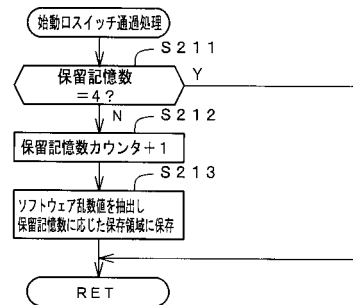 始動口スイッチ通過処理
S211
保留記憶数
=4?
Y
N
S212
保留記憶数カウンタ+1
S213
ソフトウェア乱数値を抽出し
保留記憶数に応じた保存領域に保存
RET